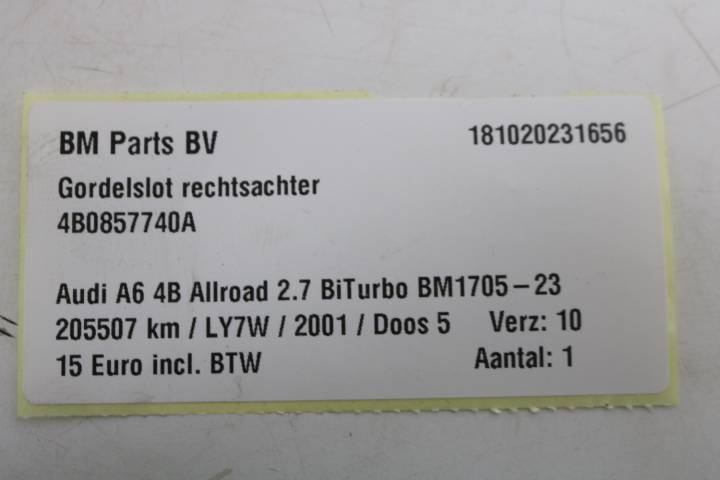 BM Parts BV 181020231656
Gordelslot rechtsachter
4B0857740A
Audi A6 4B Allroad 2.7 BiTurbo BM1705-23
205507 km / LY7W / 2001 / Doos 5 Verz: 10
15 Euro incl. BTW Aantal: 1